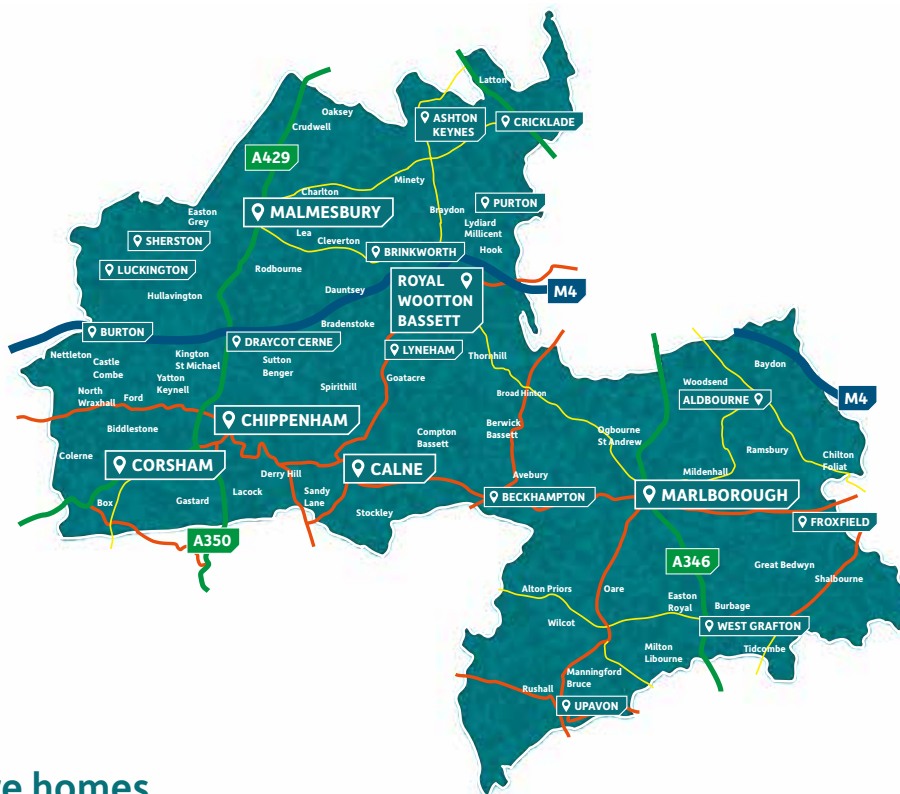 Latton
Oaksey
Crudwell
ASHTON
KEYNES
CRICKLADE
A429
Minety
Charlton
MALMESBURY
Easton
Grey
Braydon
PURTON
Lydiard
Millicent
Hook
SHERSTON
Lea
Cleverton
BRINKWORTH
LUCKINGTON
Rodbourne
Hullavington
Dauntsey
ROYAL
WOOTTON
BASSETT
M4
Bradenstoke
BURTON
DRAYCOT CERNE
LYNEHAM
Thornhill
Nettleton
Castle
Combe
Kington
St Michael
Sutton
Benger
Yatton
Keynell
Spirithill
Goatacre
North
Wraxhall
Ford
Broad Hinton
Woodsend
Baydon
ALDBOURNE
M4
CHIPPENHAM
Biddlestone
Compton
Bassett
Berwick
Bassett
Ogbourne
St Andrew
Ramsbury
Chilton
Foliat
Colerne
CORSHAM
Derry Hill
CALNE
Avebury
Mildenhall
Box
Gastard
Lacock
Sandy
Lane
Stockley
BECKHAMPTON
MARLBOROUGH
FROXFIELD
A350
A346
Great Bedwyn
Shalbourne
Alton Priors
Oare
Easton
Royal
Burbage
Wilcot
WEST GRAFTON
Milton
Libourne
Tidcombe
Manningford
Bruce
Rushall
UPAVON
homes